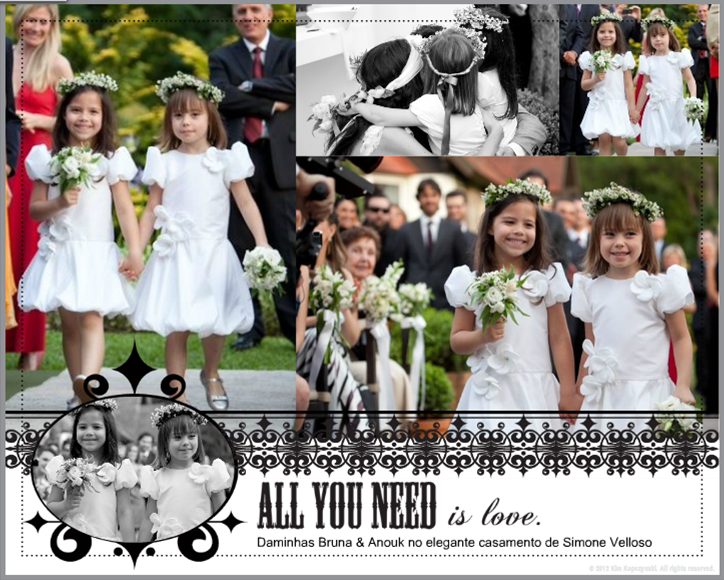 ALL YOU NEED is love.
Daminhas Bruna & Anouk no elegante casamento de Simone Velloso